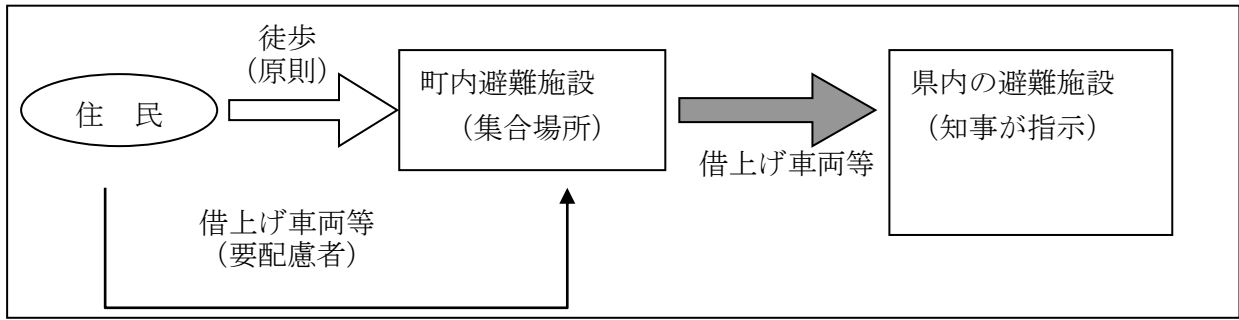 徒歩
（原則）
住　民
町内避難施設
（集合場所）
借上げ車両等
県内の避難施設
（知事が指示）
借上げ車両等
（要配慮者）